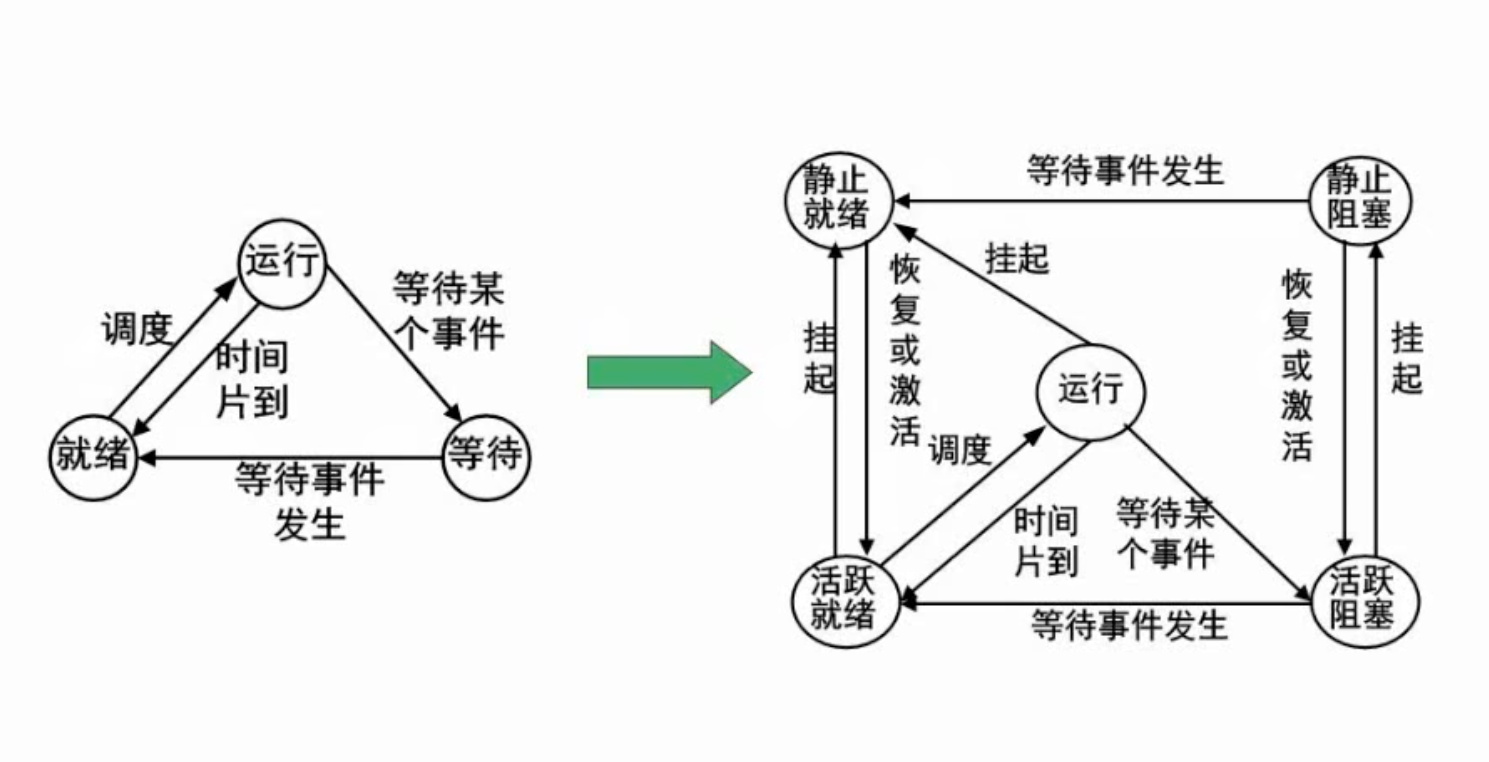 运行
调度
时间
片到
等待某
个事件
就绪
等待
等待事件
发生
静止
就绪
等待事件发生
静止
阻塞
挂起
恢复或激活
挂起
恢复或激活
挂起
运行
调度
时间
片到
等待某
个事件
活跃
就绪
等待事件发生
活跃
阻塞